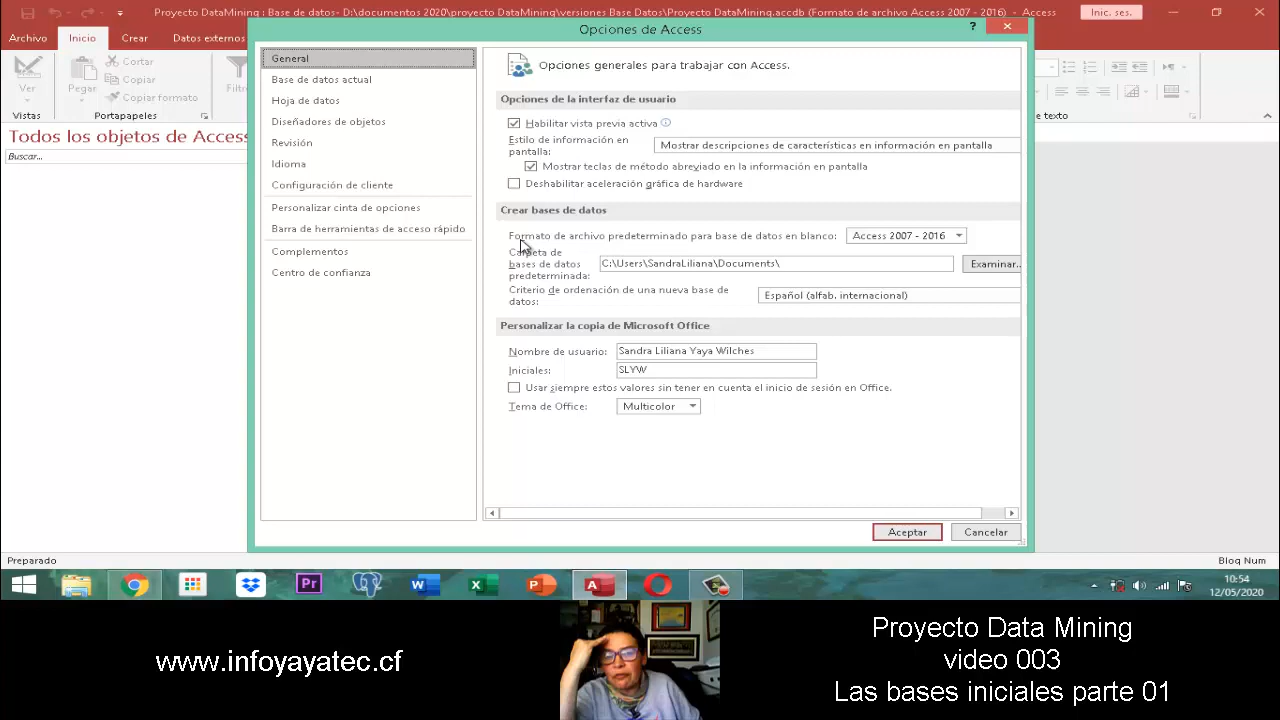 Proyecto DataMining : Base de datos- D:\documentos 2020\proyecto DataMining\versiones Base Datos\Proyecto DataMining.accdb (Formato de archivo Access 2007 - 2016) - Access
Inic. ses.
Archivo
Inicio
Crear
Datos externos
Opciones de Access
Ver
Vistas
Pegar
Cortar
Copiar
Copiar formato
Portapapeles
Filtr
e texto
Todos los objetos de Access
Buscar...
General
Base de datos actual
Hoja de datos
Diseñadores de objetos
Revisión
Idioma
Configuración de cliente
Personalizar cinta de opciones
Barra de herramientas de acceso rápido
Complementos
Centro de confianza
Opciones generales para trabajar con Access.
Opciones de la interfaz de usuario
Habilitar vista previa activa
Estilo de información en pantalla:
Mostrar descripciones de características en información en pantalla
Mostrar teclas de método abreviado en la información en pantalla
Deshabilitar aceleración gráfica de hardware
Crear bases de datos
Formato de archivo predeterminado para base de datos en blanco:
Access 2007 - 2016
Carpeta de bases de datos predeterminada:
C:\Users\SandraLiliana\Documents\
Examinar...
Criterio de ordenación de una nueva base de datos:
Español (alfab. internacional)
Personalizar la copia de Microsoft Office
Nombre de usuario: Sandra Liliana Yaya Wilches
Iniciales: SLYW
Usar siempre estos valores sin tener en cuenta el inicio de sesión en Office.
Tema de Office: Multicolor
Aceptar
Cancelar
Preparado
Bloq Num
10:54
12/05/2020
www.infoyayatec.cf
Proyecto Data Mining
video 003
Las bases iniciales parte 01